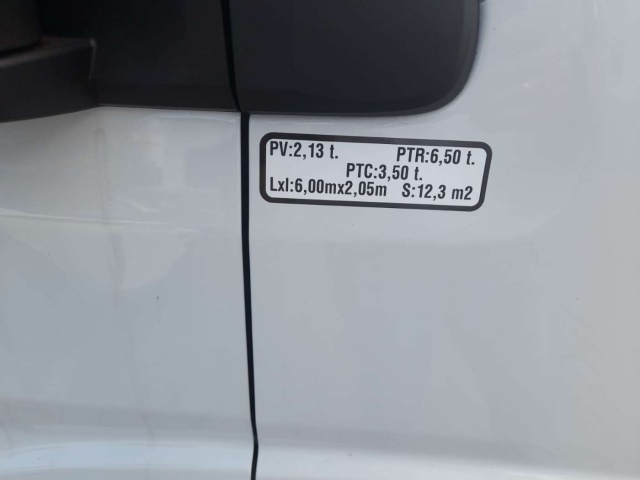 PV:2,13 t. PTR:6,50 t.
PTC:3,50 t.
Lxl:6,00mx2,05m S:12,3 m2